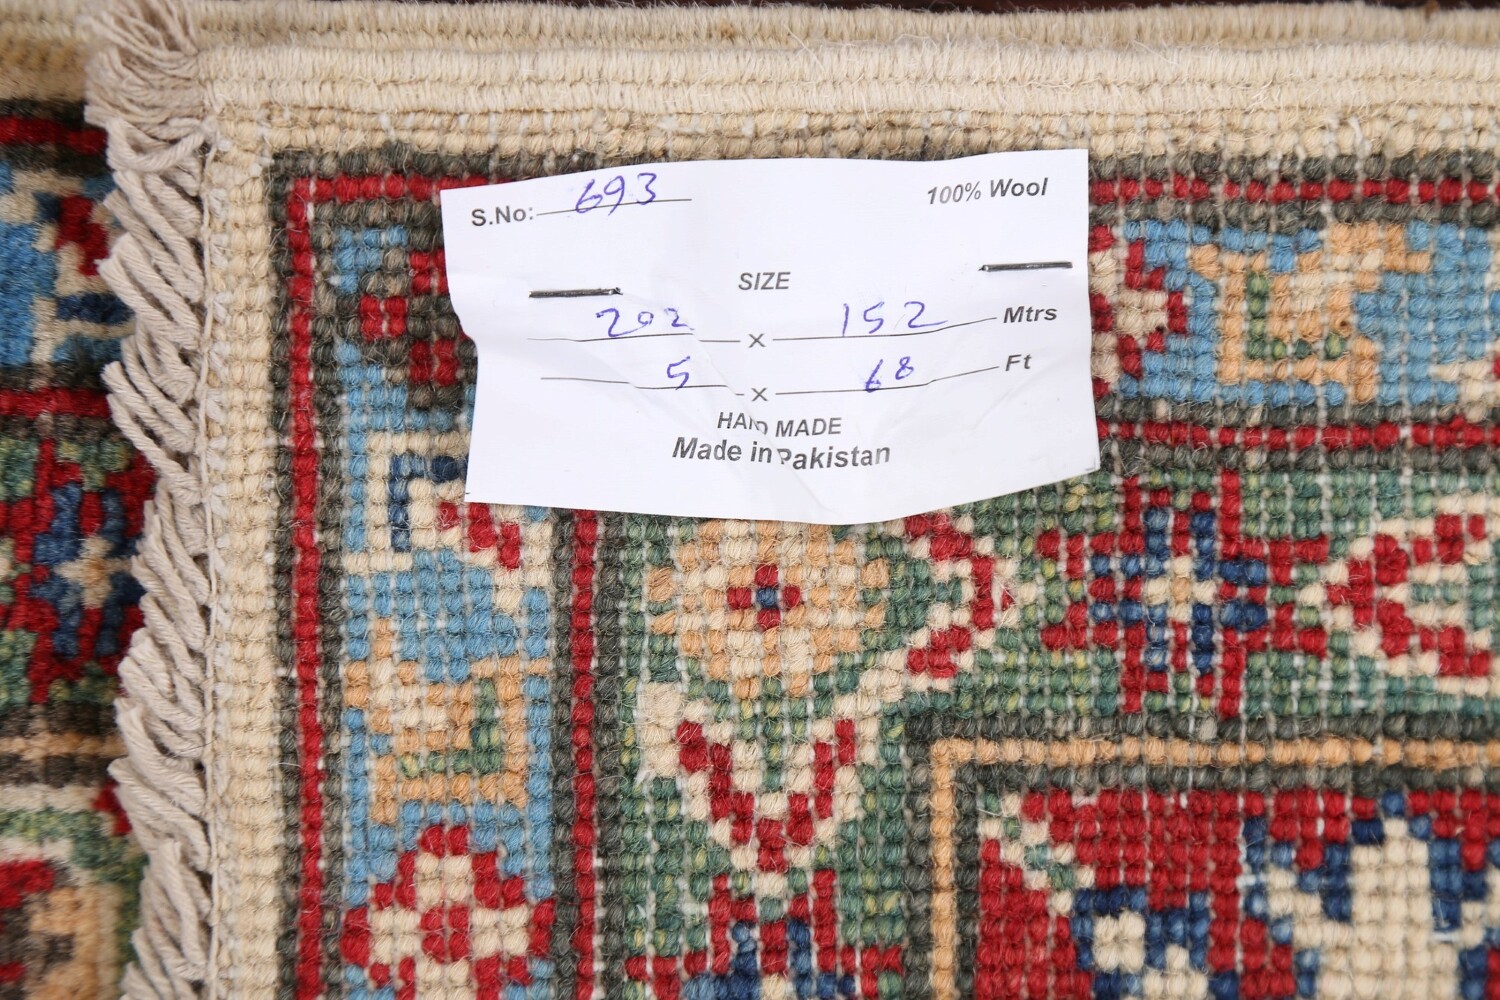 S.No: 693 100% Wool
SIZE
202 x 152 Mtrs
5 x 68 Ft
HAND MADE
Made in Pakistan